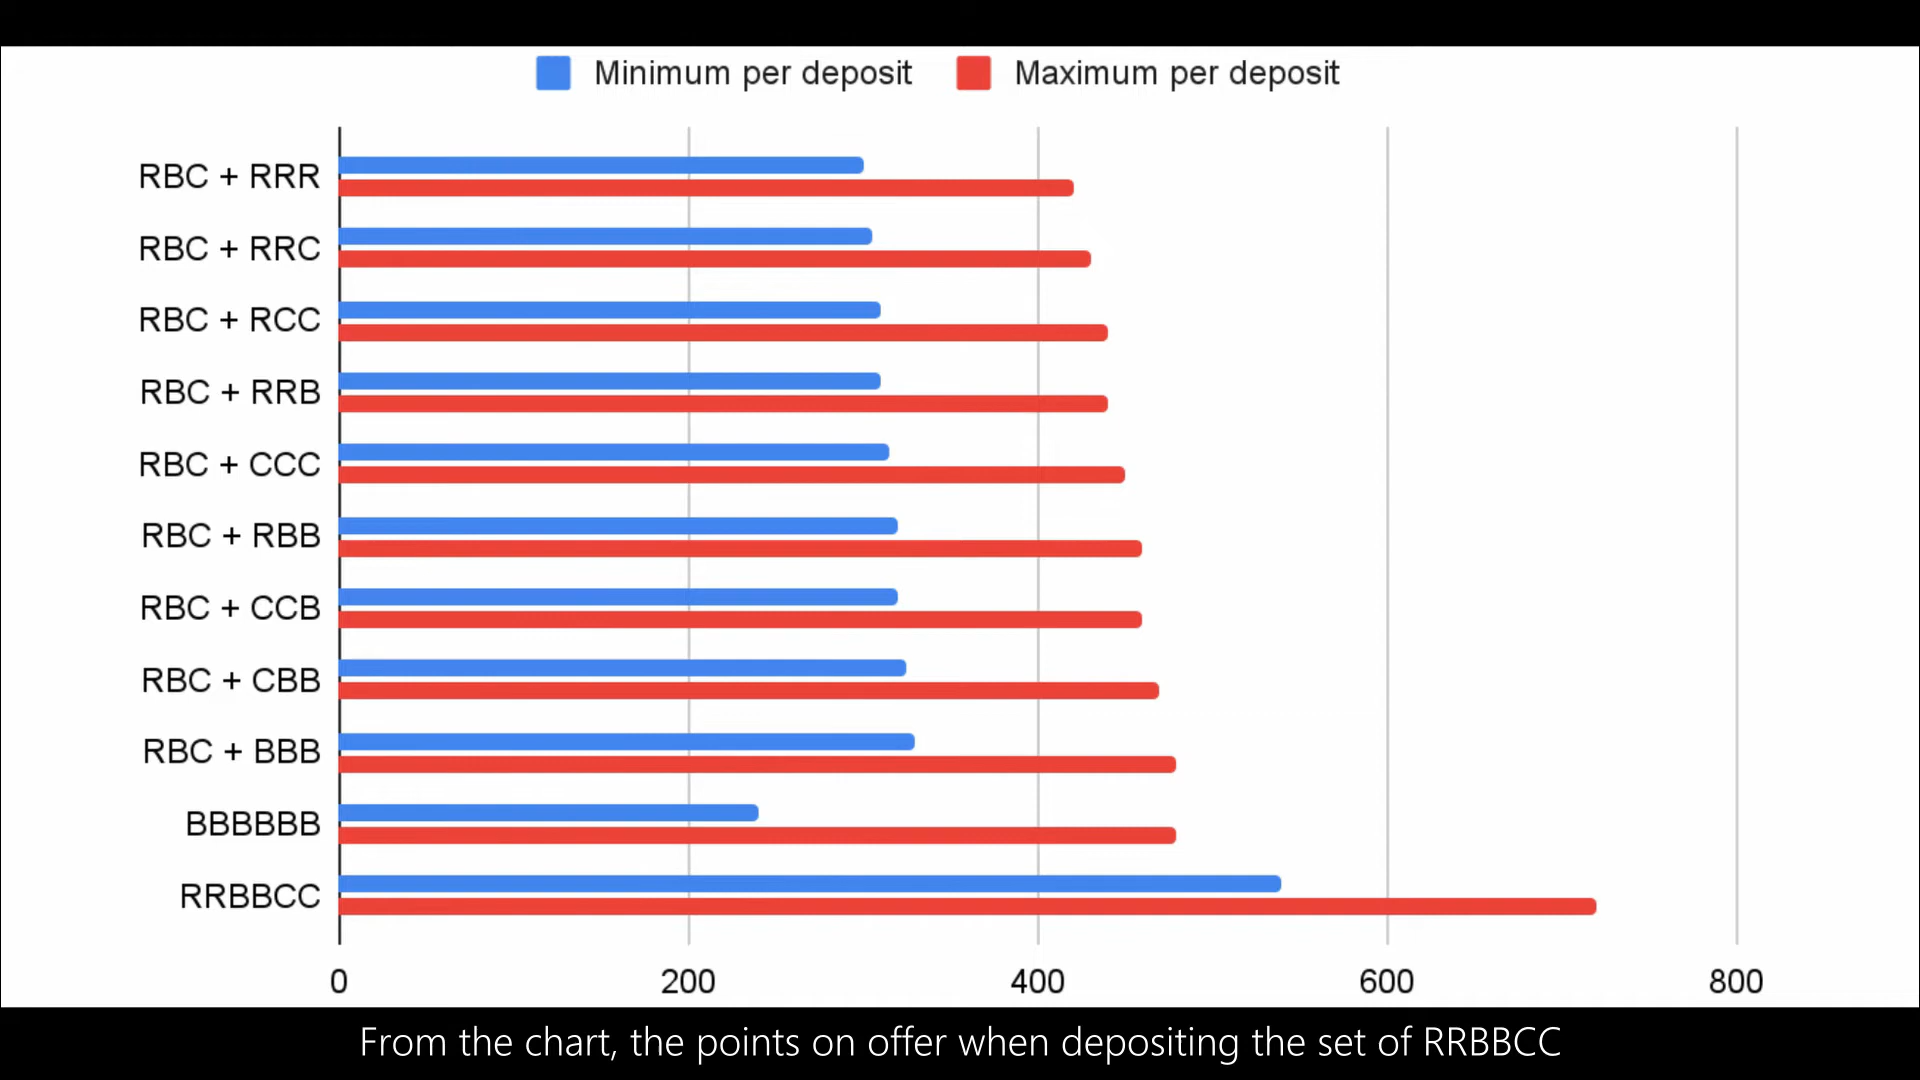 Minimum per deposit
Maximum per deposit
RBC + RRR
RBC + RRC
RBC + RCC
RBC + RRB
RBC + CCC
RBC + RBB
RBC + CCB
RBC + CBB
RBC + BBB
BBBBBB
RRBBCC
0 200 400 600 800
From the chart, the points on offer when depositing the set of RRBBCC